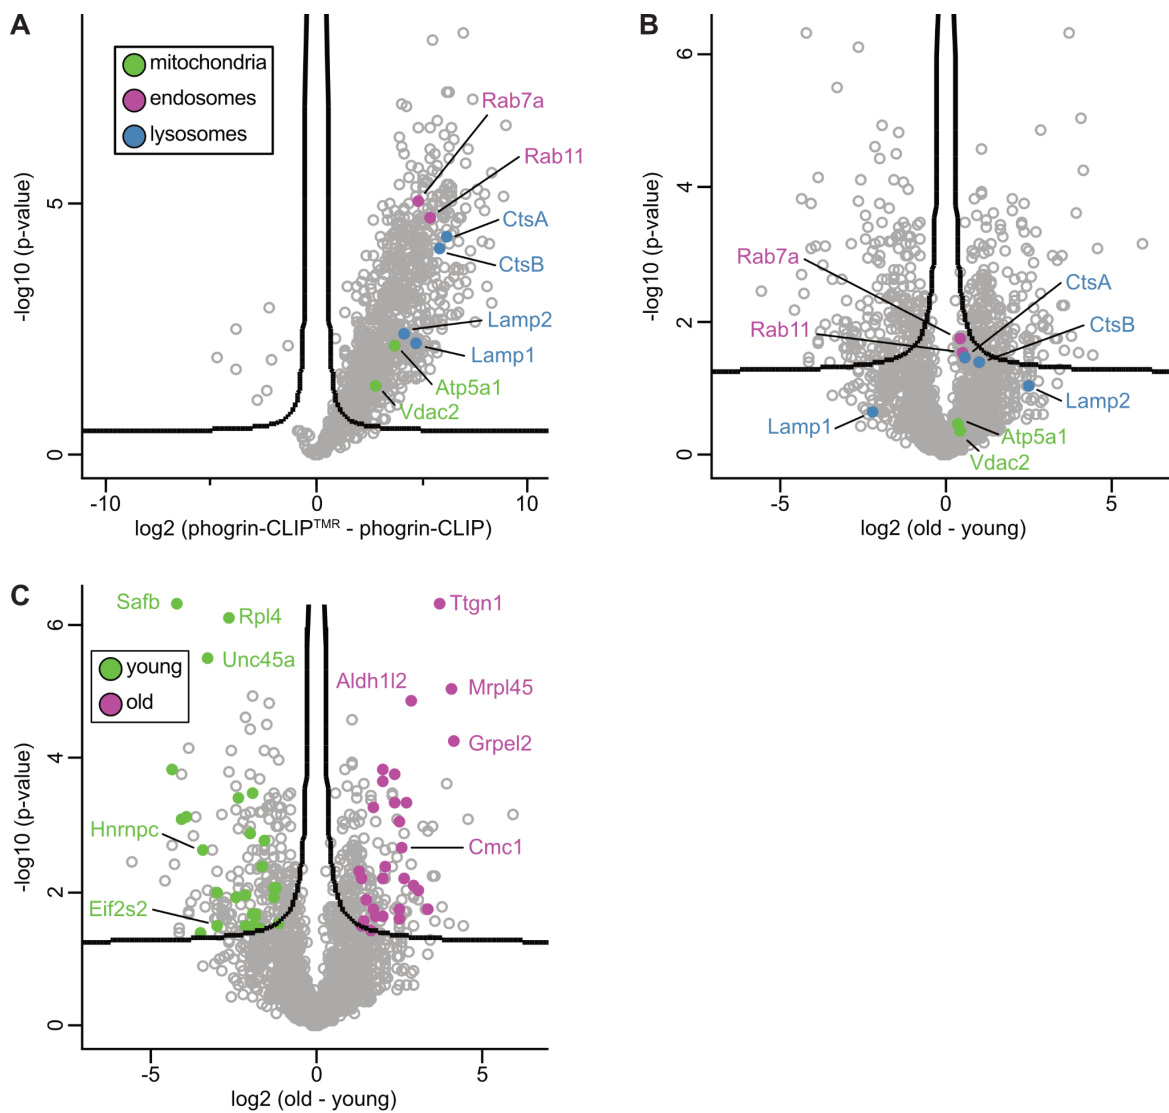 A
mitochondria
endosomes
lysosomes
Rab7a
Rab11
CtsA
CtsB
Lamp2
Lamp1
Atp5a1
Vdac2
5
0
-log10 (p-value)
-10
0
10
log2 (phogrin-CLIPTMR - phogrin-CLIP)
B
6
4
2
0
-log10 (p-value)
Rab7a
Rab11
CtsA
CtsB
Lamp1
Lamp2
Atp5a1
Vdac2
-5
0
5
log2 (old - young)
C
Safb
Rpl4
Unc45a
Ttgn1
young
old
Aldh1l2
Mrpl45
Grpel2
Hnrnpc
Cmc1
Eif2s2
6
4
2
0
-log10 (p-value)
-5
0
5
log2 (old - young)